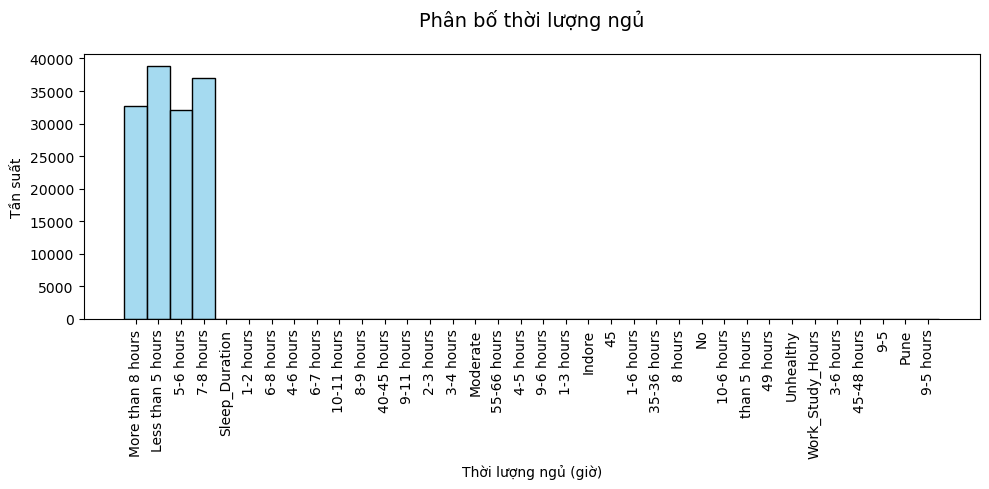 Phân bố thời lượng ngủ
Tần suất
40000
35000
30000
25000
20000
15000
10000
5000
0
More than 8 hours
Less than 5 hours
5-6 hours
7-8 hours
Sleep_Duration
1-2 hours
6-8 hours
4-6 hours
6-7 hours
10-11 hours
8-9 hours
40-45 hours
9-11 hours
2-3 hours
3-4 hours
Moderate
55-66 hours
4-5 hours
9-6 hours
1-3 hours
Indore
45
1-6 hours
35-36 hours
8 hours
No
10-6 hours
than 5 hours
49 hours
Unhealthy
Work_Study_Hours
3-6 hours
45-48 hours
9-5
Pune
9-5 hours
Thời lượng ngủ (giờ)